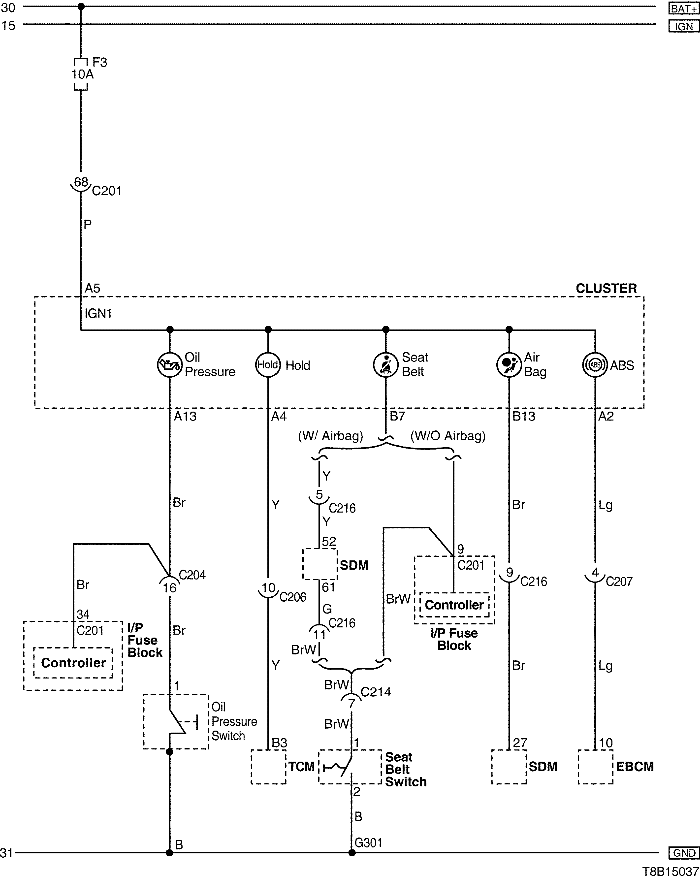 30
BAT+
15
IGN
F3
10A
68
C201
P
A5
CLUSTER
IGN1
Oil
Pressure
Hold
Hold
Seat
Belt
Air
Bag
ABS
ABS
A13
A4
B7
B13
A2
(W/ Airbag)
(W/O Airbag)
Br
Y
Y
5
C216
Y
Br
Lg
52
SDM
61
9
C201
Controller
I/P Fuse
Block
C204
16
10
C206
9
C216
4
C207
Br
34
C201
Controller
I/P
Fuse
Block
Br
G
C216
11
BrW
BrW
Y
Br
Lg
BrW
C214
7
BrW
1
Oil
Pressure
Switch
B3
TCM
1
Seat
Belt
Switch
2
27
SDM
10
EBCM
B
B
G301
31
GND
T8B15037